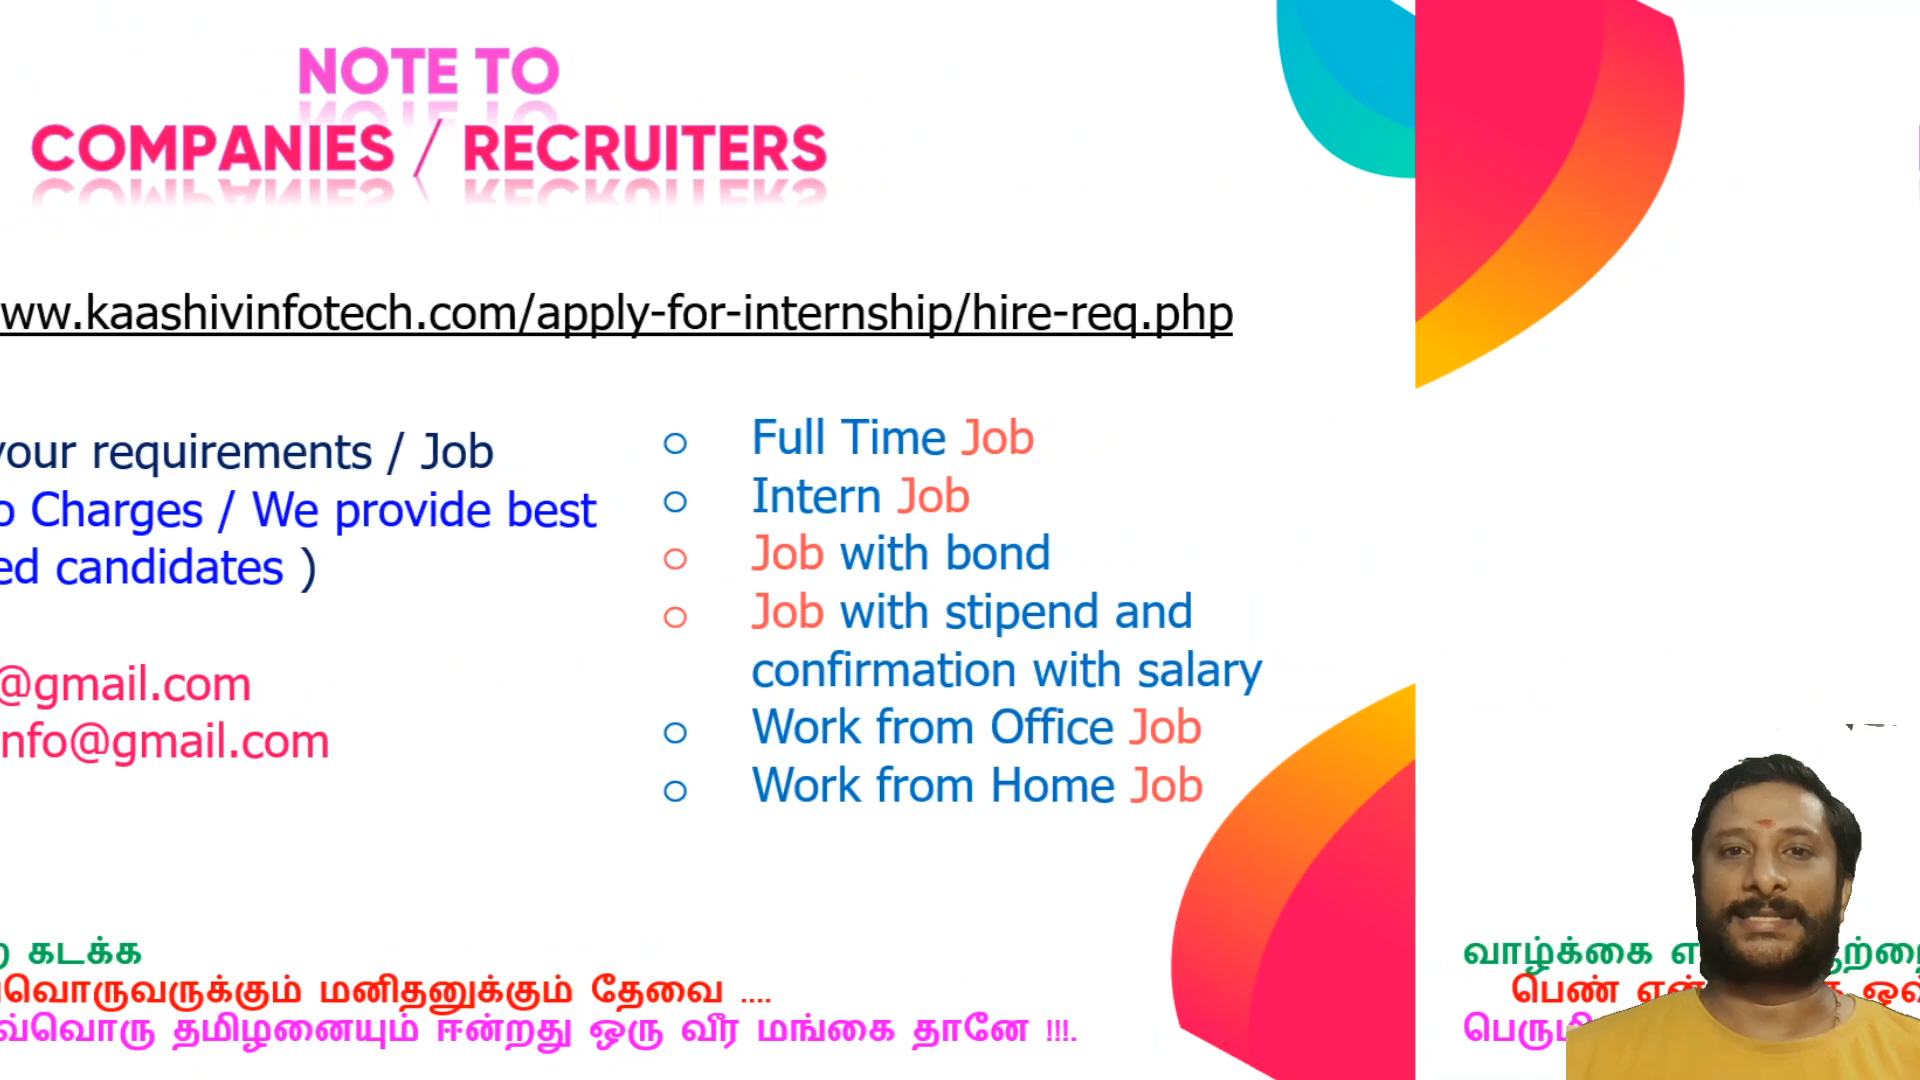 NOTE TO
COMPANIES / RECRUITERS
ww.kaashivinfotech.com/apply-for-internship/hire-req.php
your requirements / Job
o Charges / We provide best
ed candidates )
@gmail.com
nfo@gmail.com
Full Time Job
Intern Job
Job with bond
Job with stipend and
confirmation with salary
Work from Office Job
Work from Home Job
கடக்க
வொருவருக்கும் மனிதனுக்கும் தேவை ....
வ்வொரு தமிழனையும் ஈன்றது ஒரு வீர மங்கை தானே !!!.
வாழ்க்கை
பெண்